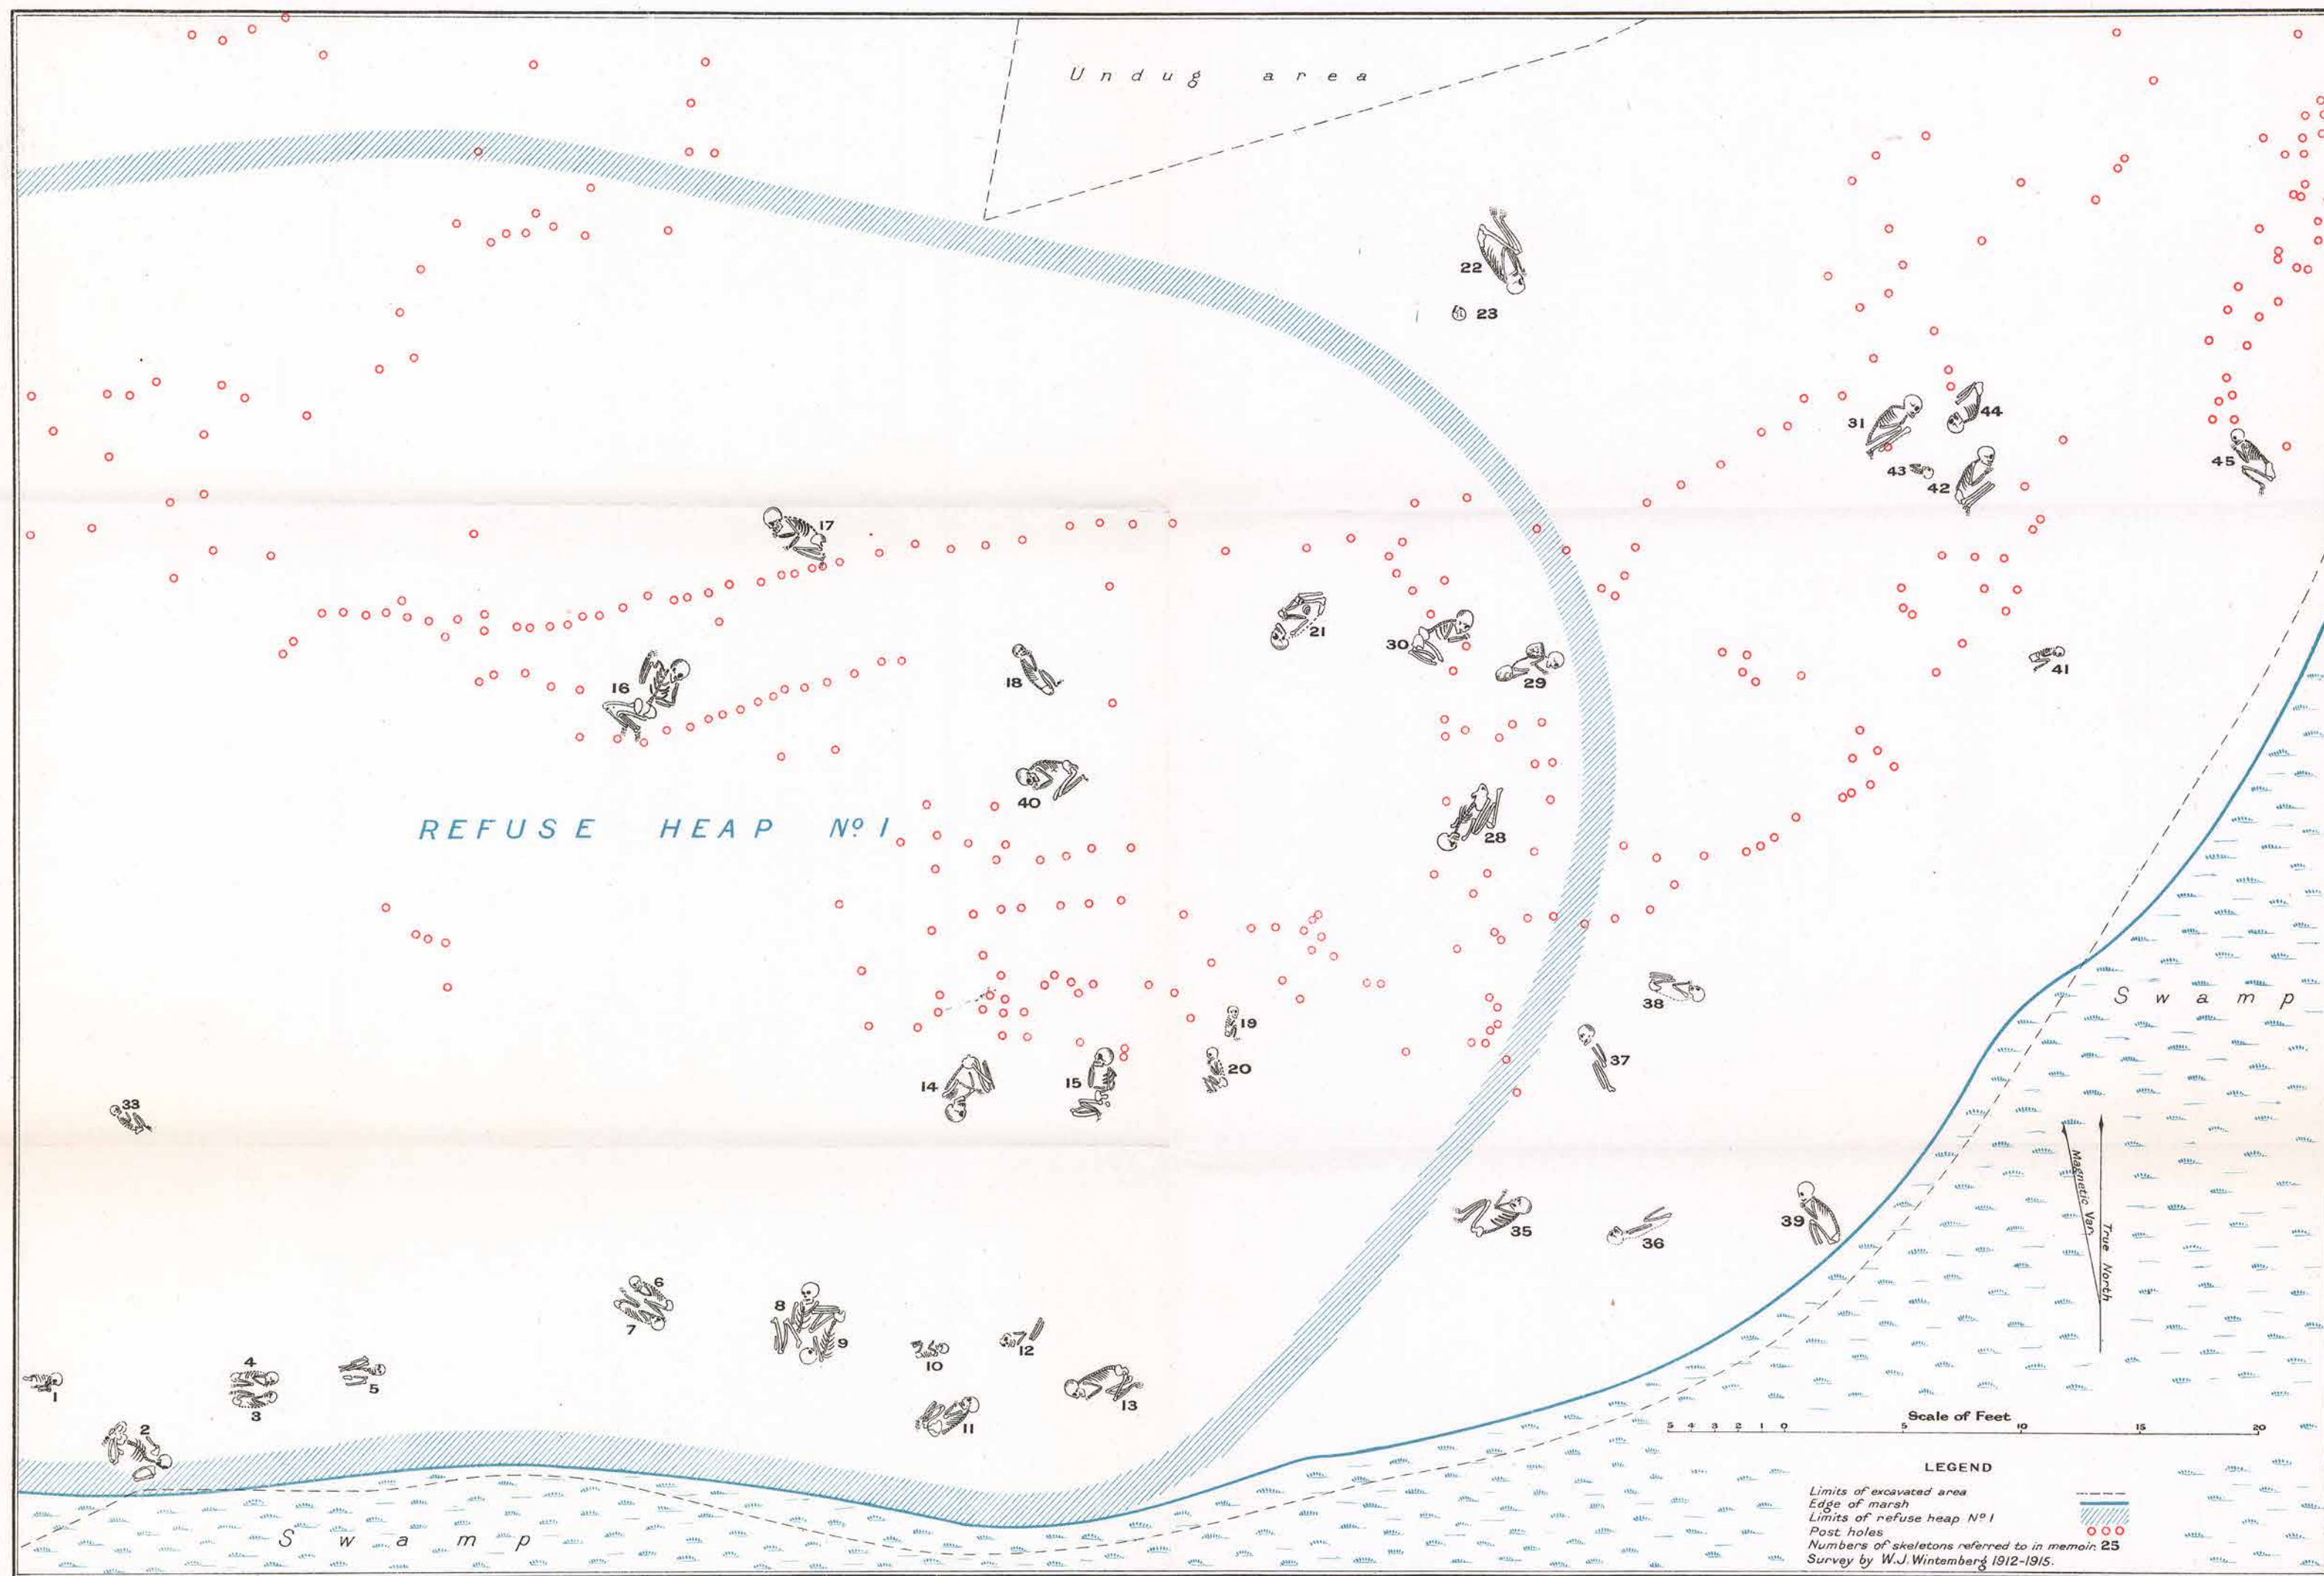 Undug area
22
23
44
31
45
43
42
17
21
30
41
18
29
16
40
REFUSE HEAP Nº 1
28
Swamp
38
19
37
20
14
15
33
Magnetic Var.
True North
39
35
36
6
8
7
9
12
10
4
5
1
13
3
Scale of Feet
5 4 3 2 1 0 5 10 15 20
11
2
LEGEND
Limits of excavated area
Edge of marsh
Limits of refuse heap Nº 1
Post holes
Swamp
Numbers of skeletons referred to in memoir. 25
Survey by W.J. Wintemberg 1912-1915.